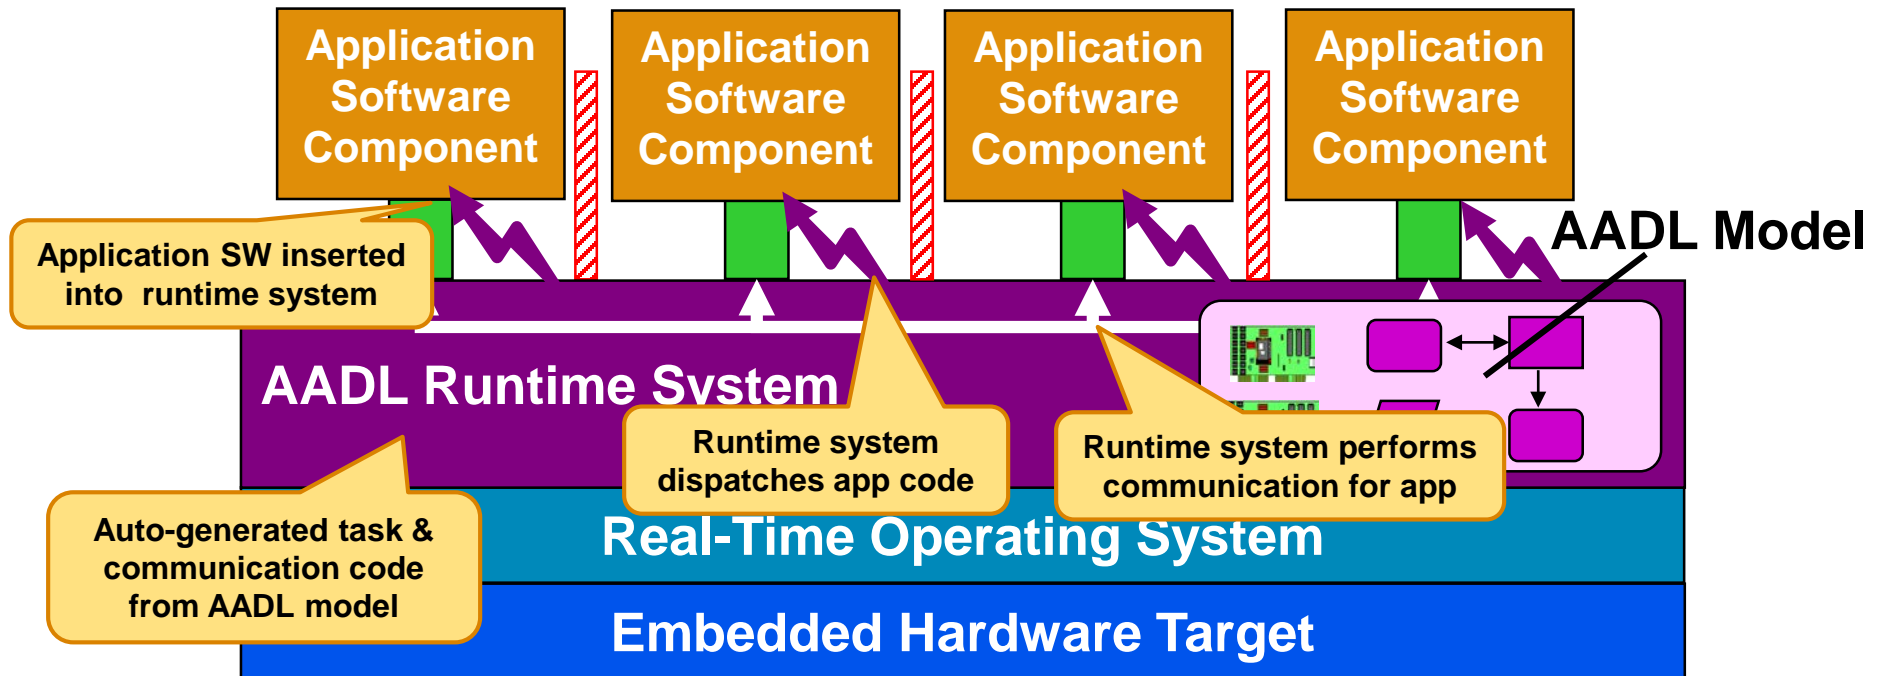 Application
Software
Component
Application
Software
Component
Application
Software
Component
Application
Software
Component
AADL Model
Application SW inserted
into runtime system
AADL Runtime System
Runtime system
dispatches app code
Runtime system performs
communication for app
Auto-generated task &
communication code
from AADL model
Real-Time Operating System
Embedded Hardware Target